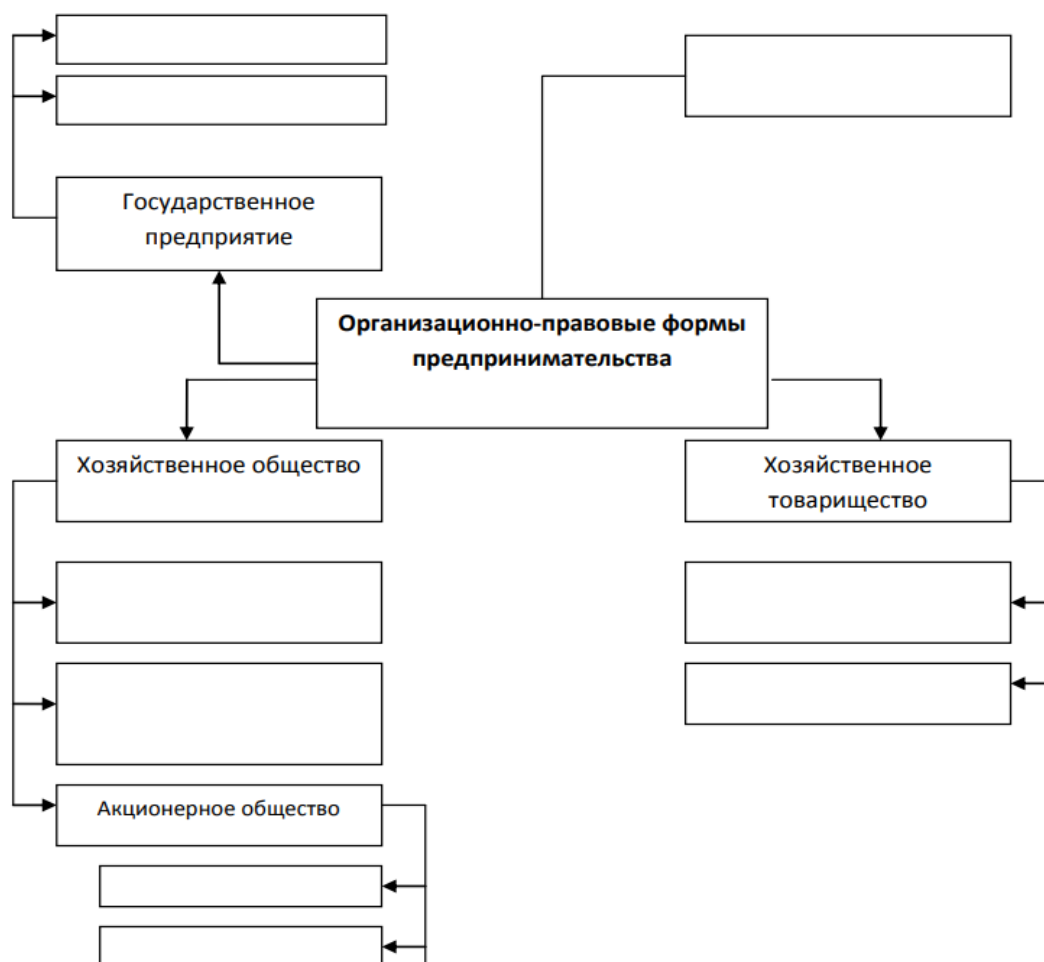 Государственное
предприятие
Организационно-правовые формы
предпринимательства
Хозяйственное общество
Хозяйственное
товарищество
Акционерное общество